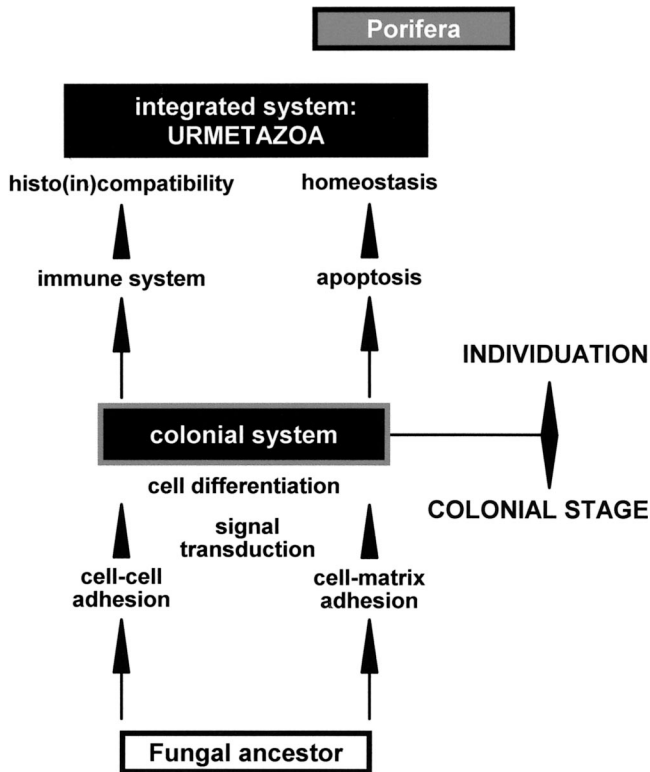 Porifera
integrated system:
URMETAZOA
histo(in)compatibility
homeostasis
immune system
apoptosis
INDIVIDUATION
colonial system
cell differentiation
COLONIAL STAGE
signal
transduction
cell-cell
adhesion
cell-matrix
adhesion
Fungal ancestor